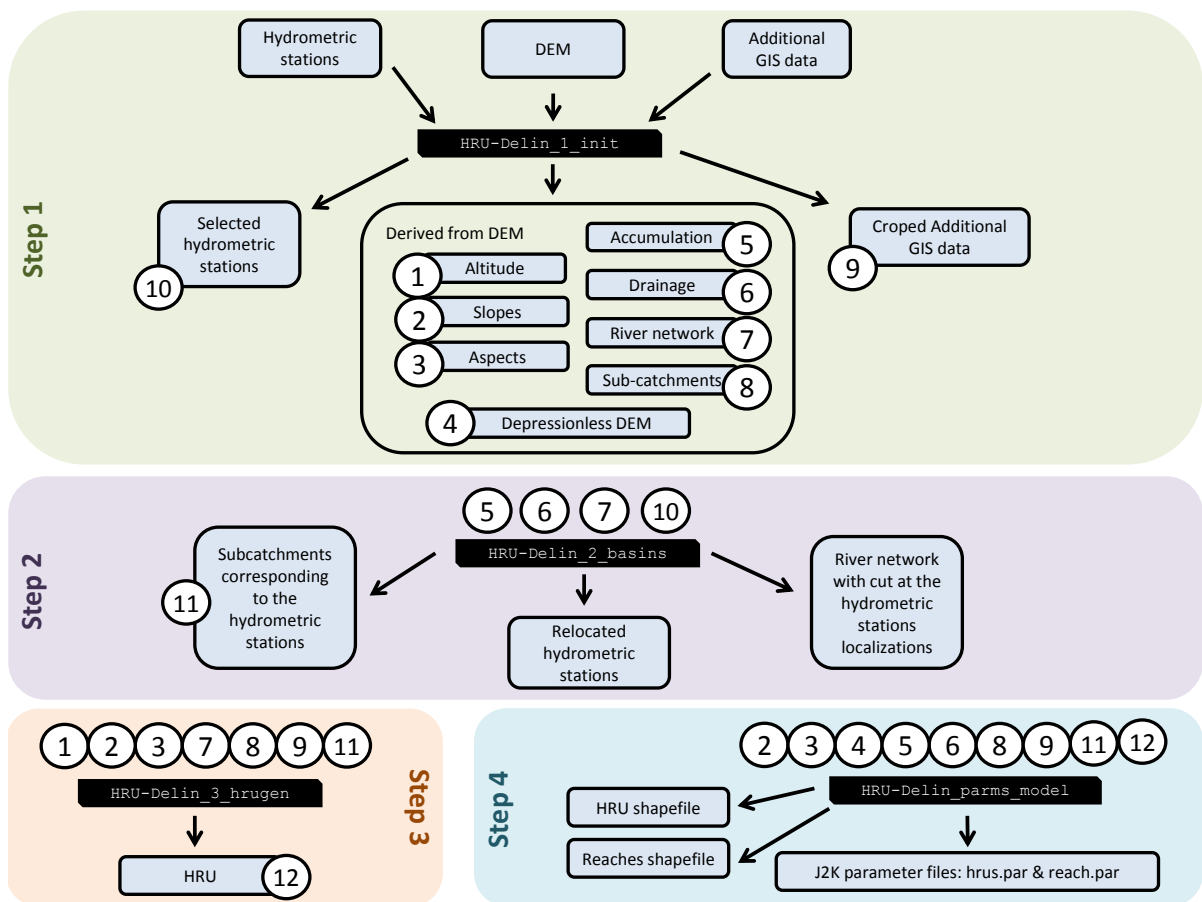 Step 1
Hydrometric
stations
DEM
Additional
GIS data
HRU-Delin_1_init
Selected
hydrometric
stations
10
Derived from DEM
1
Altitude
2
Slopes
3
Aspects
4
Depressionless DEM
Accumulation
5
Drainage
6
River network
7
Sub-catchments
8
Croped Additional
GIS data
9
Step 2
5 6 7 10
HRU-Delin_2_basins
Subcatchments
corresponding
to the
hydrometric
stations
11
Relocated
hydrometric
stations
River network
with cut at the
hydrometric
stations
localizations
Step 3
1 2 3 7 8 9 11
HRU-Delin_3_hrugen
HRU
12
Step 4
2 3 4 5 6 8 9 11 12
HRU-Delin_parms_model
HRU shapefile
Reaches shapefile
J2K parameter files: hrus.par & reach.par